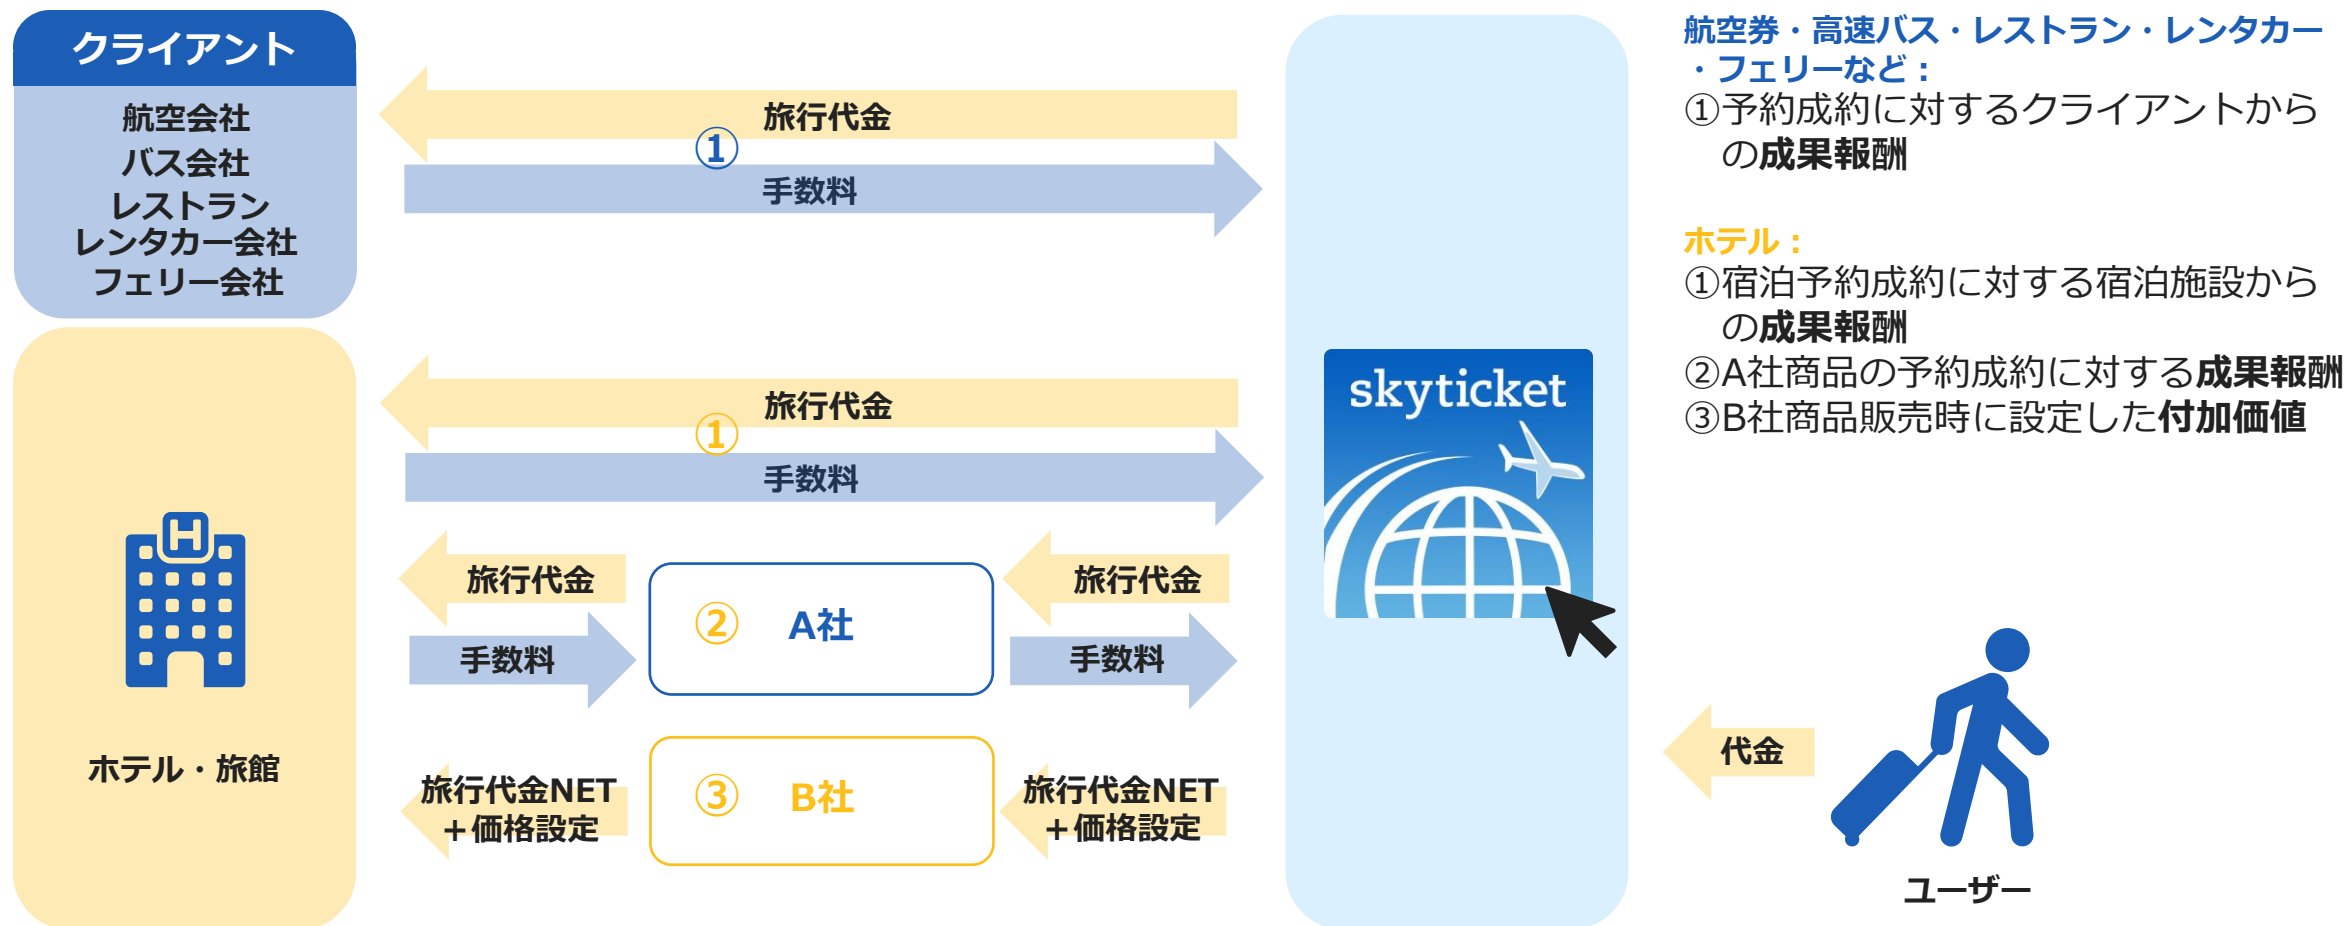 クライアント
航空会社
バス会社
レストラン
レンタカー会社
フェリー会社
旅行代金
①
手数料
旅行代金
①
手数料
旅行代金
手数料
② A社
旅行代金
手数料
旅行代金NET
＋価格設定
③ B社
旅行代金NET
＋価格設定
H
ホテル・旅館
skyticket
航空券・高速バス・レストラン・レンタカー
・フェリーなど：
①予約成約に対するクライアントから
の成果報酬
ホテル：
①宿泊予約成約に対する宿泊施設から
の成果報酬
②A社商品の予約成約に対する成果報酬
③B社商品販売時に設定した付加価値
代金
ユーザー